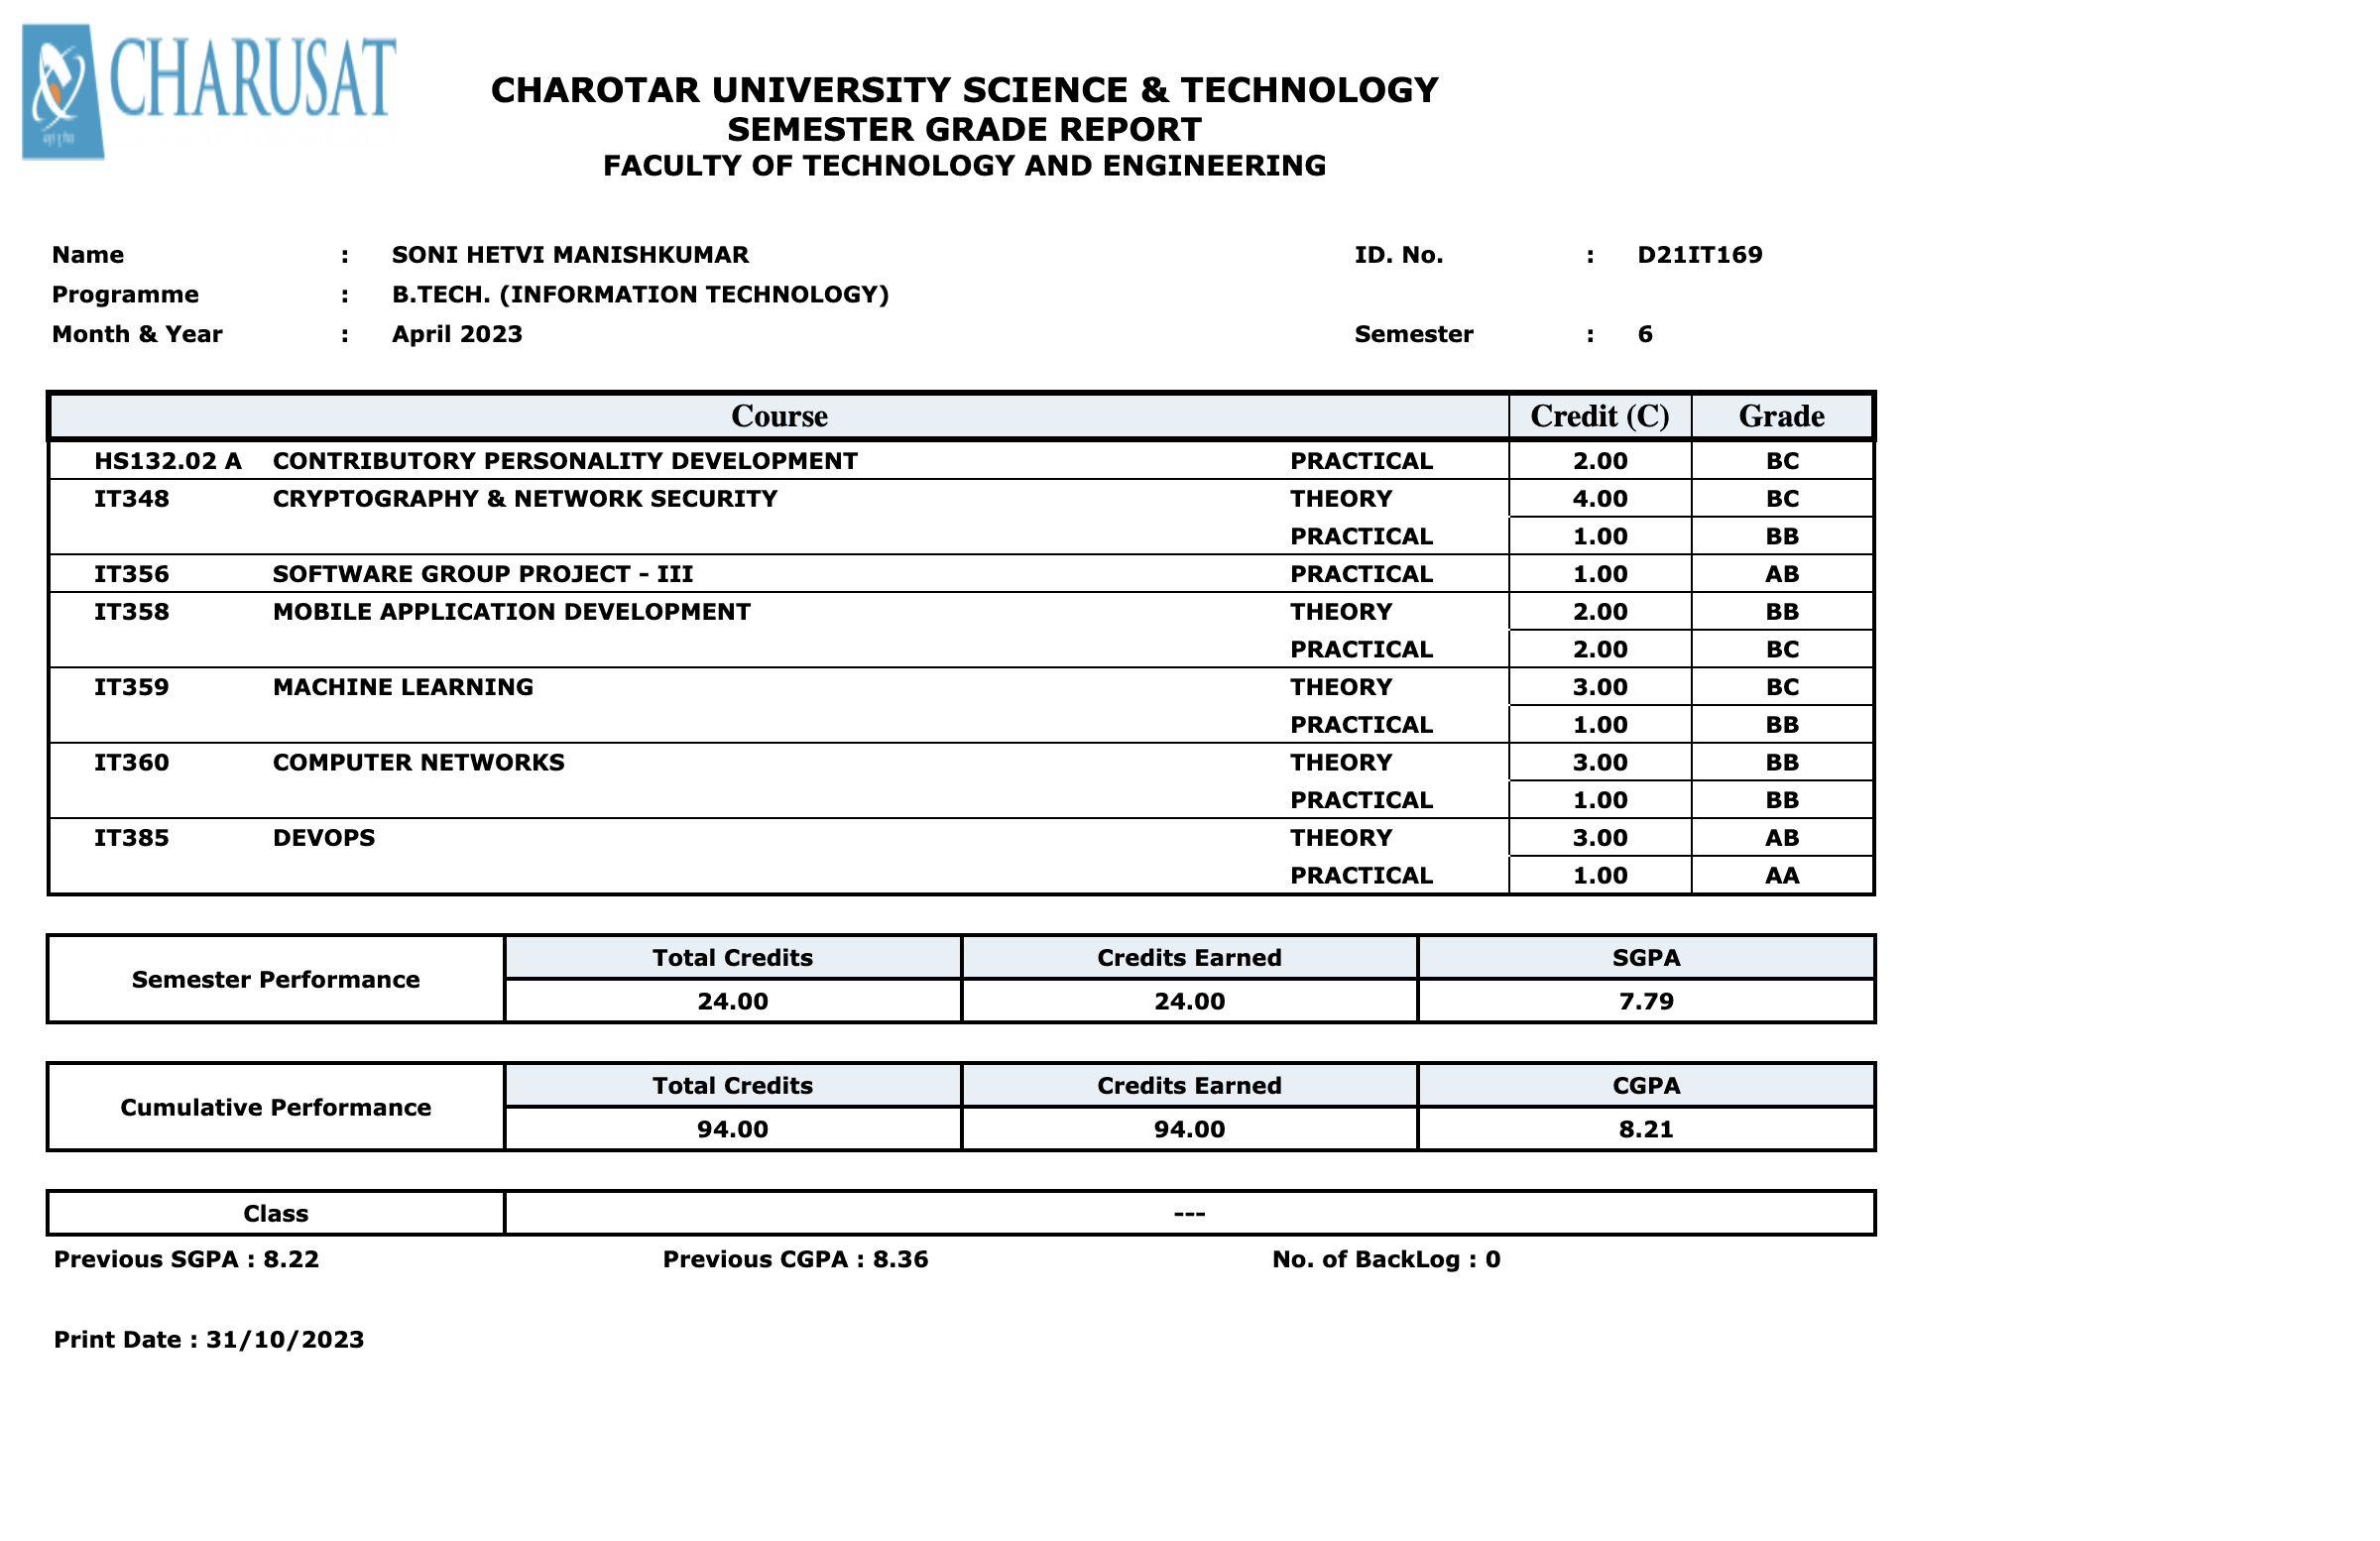 CHARUSAT
CHAROTAR UNIVERSITY SCIENCE & TECHNOLOGY
SEMESTER GRADE REPORT
FACULTY OF TECHNOLOGY AND ENGINEERING
Name : SONI HETVI MANISHKUMAR ID. No. : D21IT169
Programme : B.TECH. (INFORMATION TECHNOLOGY)
Month & Year : April 2023 Semester : 6
Course Credit (C) Grade
HS132.02 A CONTRIBUTORY PERSONALITY DEVELOPMENT PRACTICAL 2.00 BC
IT348 CRYPTOGRAPHY & NETWORK SECURITY THEORY 4.00 BC
PRACTICAL 1.00 BB
IT356 SOFTWARE GROUP PROJECT - III PRACTICAL 1.00 AB
IT358 MOBILE APPLICATION DEVELOPMENT THEORY 2.00 BB
PRACTICAL 2.00 BC
IT359 MACHINE LEARNING THEORY 3.00 BC
PRACTICAL 1.00 BB
IT360 COMPUTER NETWORKS THEORY 3.00 BB
PRACTICAL 1.00 BB
IT385 DEVOPS THEORY 3.00 AB
PRACTICAL 1.00 AA
Semester Performance
Total Credits Credits Earned SGPA
24.00 24.00 7.79
Cumulative Performance
Total Credits Credits Earned CGPA
94.00 94.00 8.21
Class ---
Previous SGPA : 8.22 Previous CGPA : 8.36 No. of BackLog : 0
Print Date : 31/10/2023